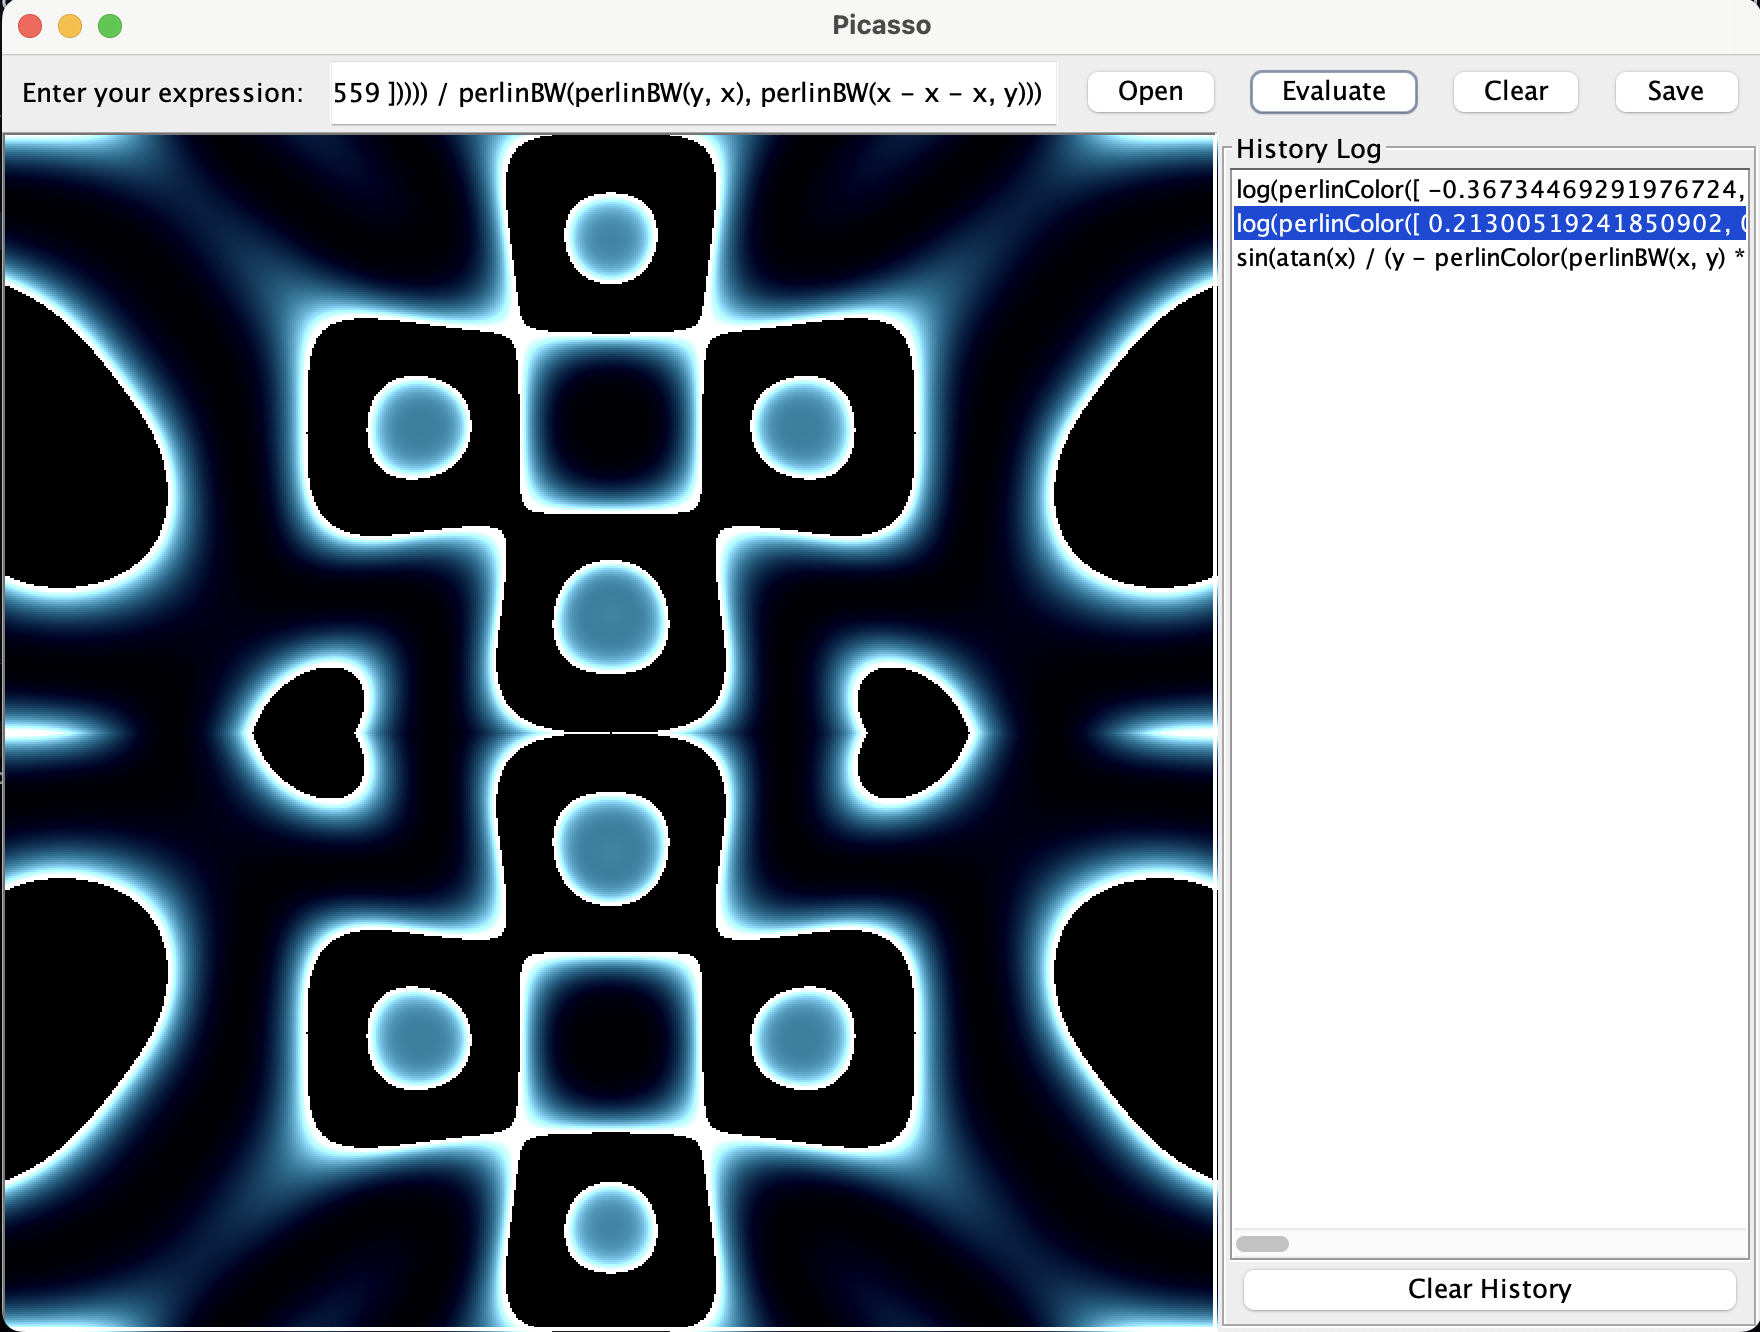 Picasso
Enter your expression: 559 ]))))  / perlinBW(perlinBW(y, x), perlinBW(x - x - x, y))) Open Evaluate Clear Save
History Log
log(perlinColor([ -0.36734469291976724,
log(perlinColor([ 0.21300519241850902,
sin(atan(x) / (y - perlinColor(perlinBW(x, y) *
Clear History